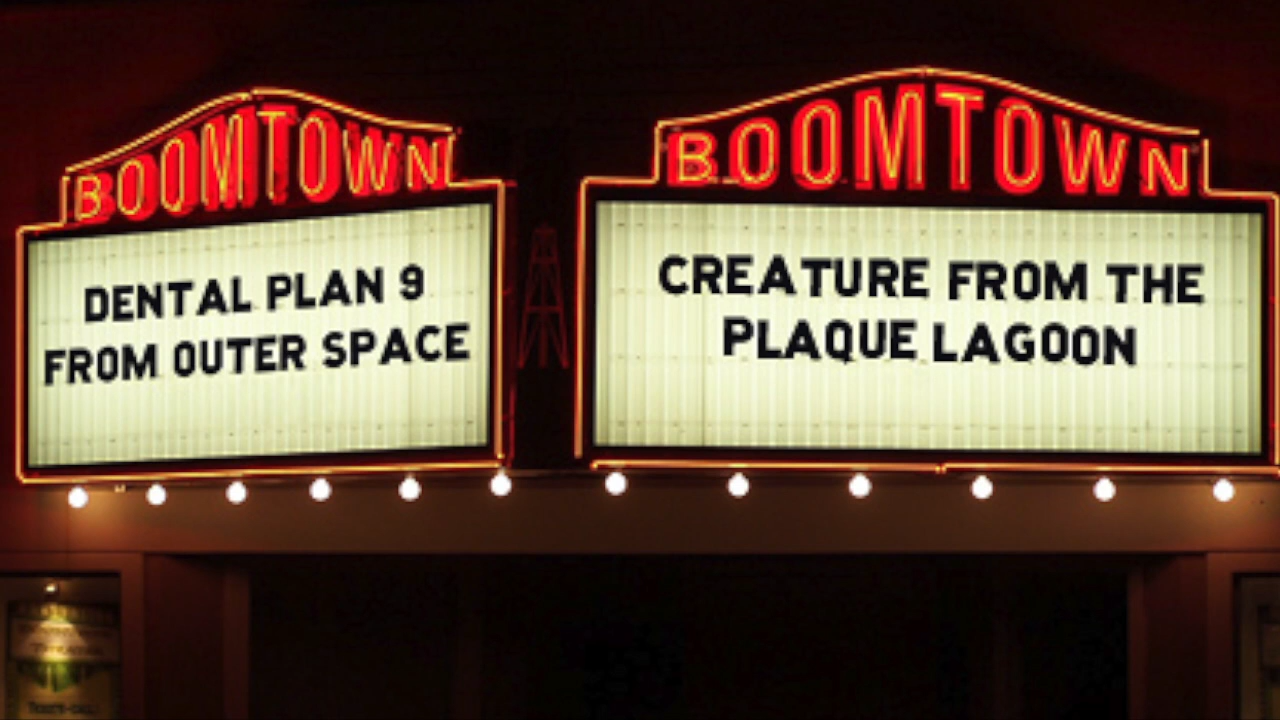 BOOMTOWN
DENTAL PLAN 9
FROM OUTER SPACE
BOOMTOWN
CREATURE FROM THE
PLAQUE LAGOON